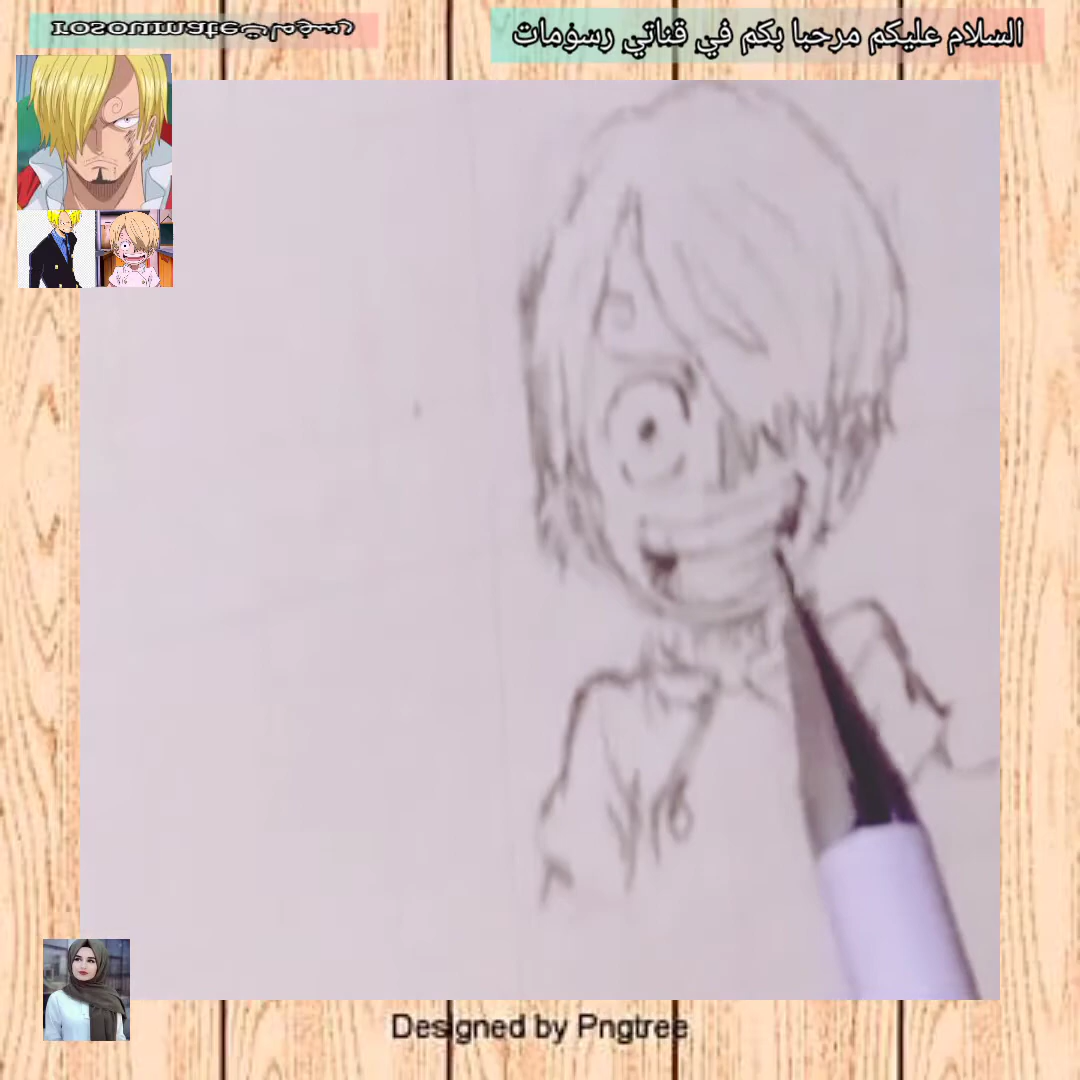 السلام عليكم مرحبا بكم في قناتي رسومات
Designed by Pngtree